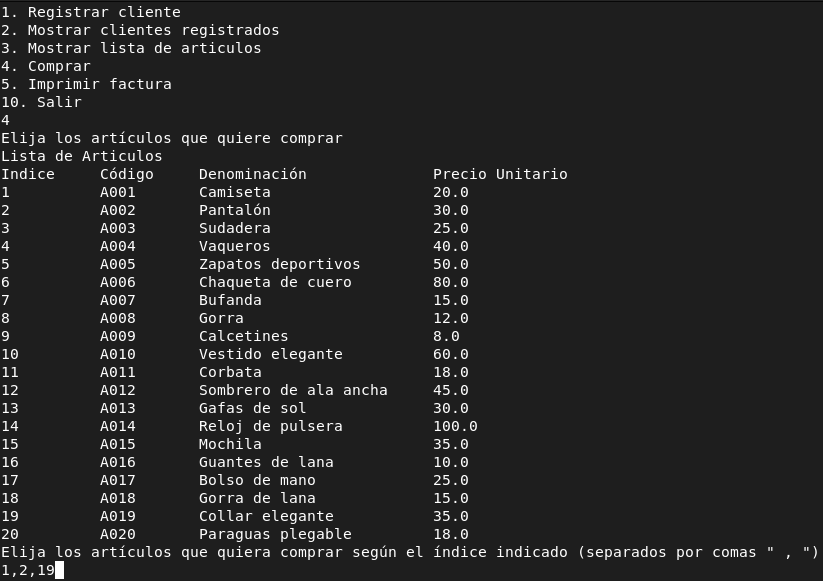 1. Registrar cliente
2. Mostrar clientes registrados
3. Mostrar lista de articulos
4. Comprar
5. Imprimir factura
10. Salir
4
Elija los artículos que quiere comprar
Lista de Articulos
Indice     Código     Denominación              Precio Unitario
1          A001       Camiseta                  20.0
2          A002       Pantalón                  30.0
3          A003       Sudadera                  25.0
4          A004       Vaqueros                  40.0
5          A005       Zapatos deportivos        50.0
6          A006       Chaqueta de cuero         80.0
7          A007       Bufanda                   15.0
8          A008       Gorra                     12.0
9          A009       Calcetines                8.0
10         A010       Vestido elegante          60.0
11         A011       Corbata                   18.0
12         A012       Sombrero de ala ancha     45.0
13         A013       Gafas de sol              30.0
14         A014       Reloj de pulsera          100.0
15         A015       Mochila                   35.0
16         A016       Guantes de lana           10.0
17         A017       Bolso de mano             25.0
18         A018       Gorra de lana             15.0
19         A019       Collar elegante           35.0
20         A020       Paraguas plegable         18.0
Elija los artículos que quiera comprar según el índice indicado (separados por comas " , ")
1,2,19